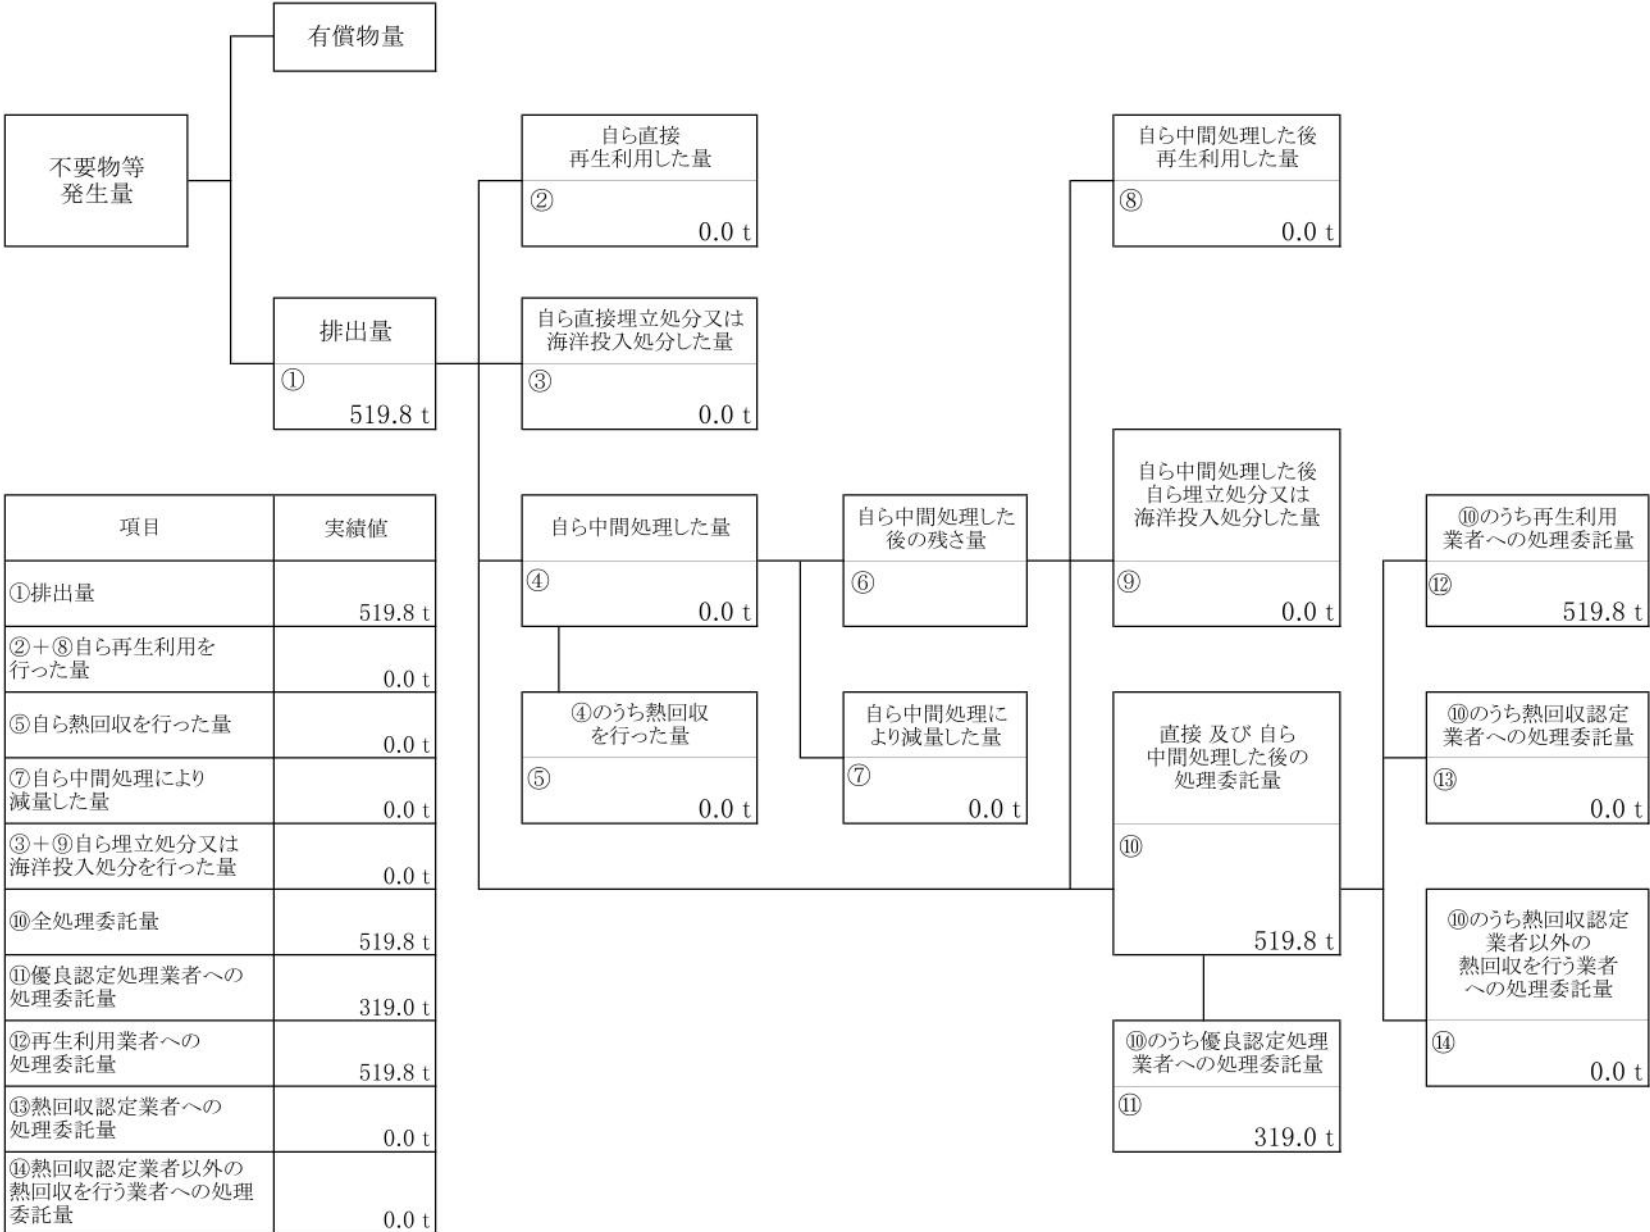 有償物量
不要物等
発生量
自ら直接
再生利用した量
②
0.0 t
自ら中間処理した後
再生利用した量
⑧
0.0 t
排出量
①
519.8 t
自ら直接埋立処分又は
海洋投入処分した量
③
0.0 t
自ら中間処理した量
④
0.0 t
自ら中間処理した
後の残さ量
⑥
自ら中間処理した後
自ら埋立処分又は
海洋投入処分した量
⑨
0.0 t
⑩のうち再生利用
業者への処理委託量
⑫
519.8 t
④のうち熱回収
を行った量
⑤
0.0 t
自ら中間処理に
より減量した量
⑦
0.0 t
直接 及び 自ら
中間処理した後の
処理委託量
⑩
519.8 t
⑩のうち熱回収認定
業者への処理委託量
⑬
0.0 t
⑩のうち熱回収認定
業者以外の
熱回収を行う業者
への処理委託量
⑭
0.0 t
⑩のうち優良認定処理
業者への処理委託量
⑪
319.0 t
項目 実績値
①排出量
519.8 t
②＋⑧自ら再生利用を
行った量
0.0 t
⑤自ら熱回収を行った量
0.0 t
⑦自ら中間処理により
減量した量
0.0 t
③＋⑨自ら埋立処分又は
海洋投入処分を行った量
0.0 t
⑩全処理委託量
519.8 t
⑪優良認定処理業者への
処理委託量
319.0 t
⑫再生利用業者への
処理委託量
519.8 t
⑬熱回収認定業者への
処理委託量
0.0 t
⑭熱回収認定業者以外の
熱回収を行う業者への処理
委託量
0.0 t